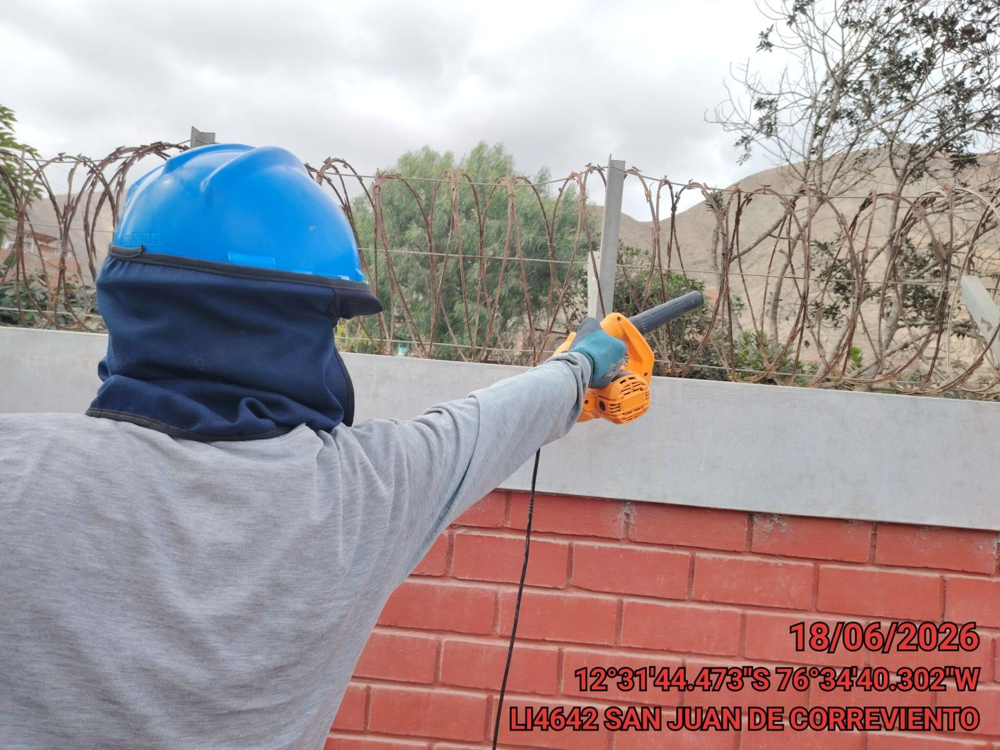 18/06/2026
12°31'44.473"S 76°34'40.302"W
LI4642 SAN JUAN DE CORREVIENTO